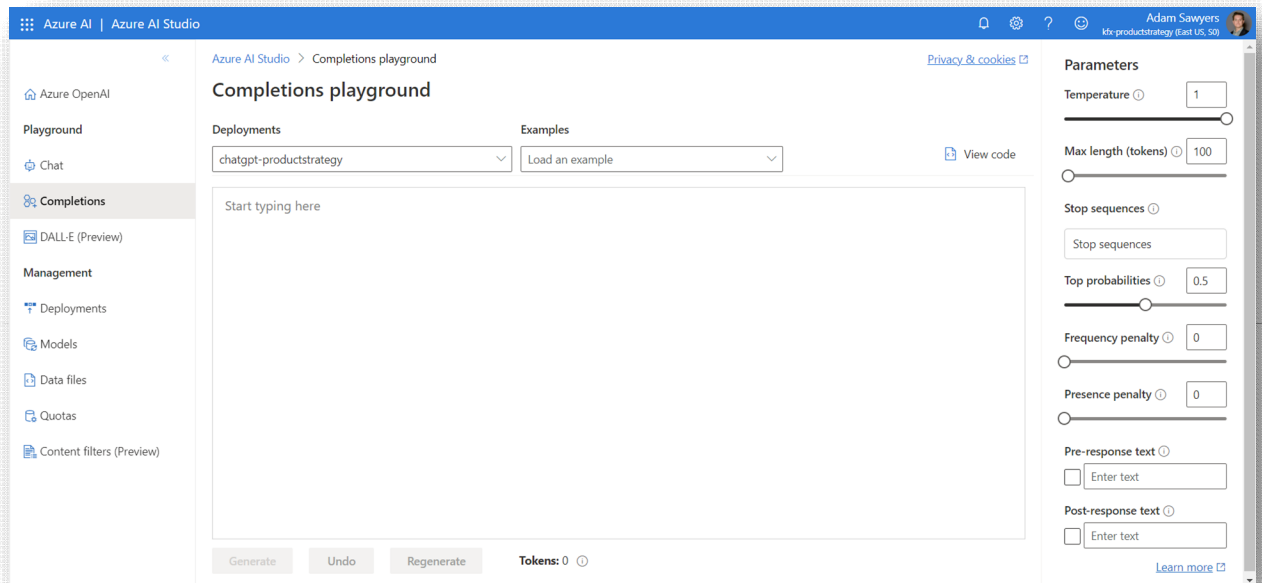 Azure AI | Azure AI Studio
Adam Sawyers
kfx-productstrategy (East US, S0)
Azure OpenAI
Playground
Chat
Completions
DALL·E (Preview)
Management
Deployments
Models
Data files
Quotas
Content filters (Preview)
Azure AI Studio > Completions playground
Privacy & cookies
Completions playground
Deployments
Examples
chatgpt-productstrategy
Load an example
View code
Start typing here
Generate
Undo
Regenerate
Tokens: 0
Parameters
Temperature
1
Max length (tokens)
100
Stop sequences
Stop sequences
Top probabilities
0.5
Frequency penalty
0
Presence penalty
0
Pre-response text
Enter text
Post-response text
Enter text
Learn more